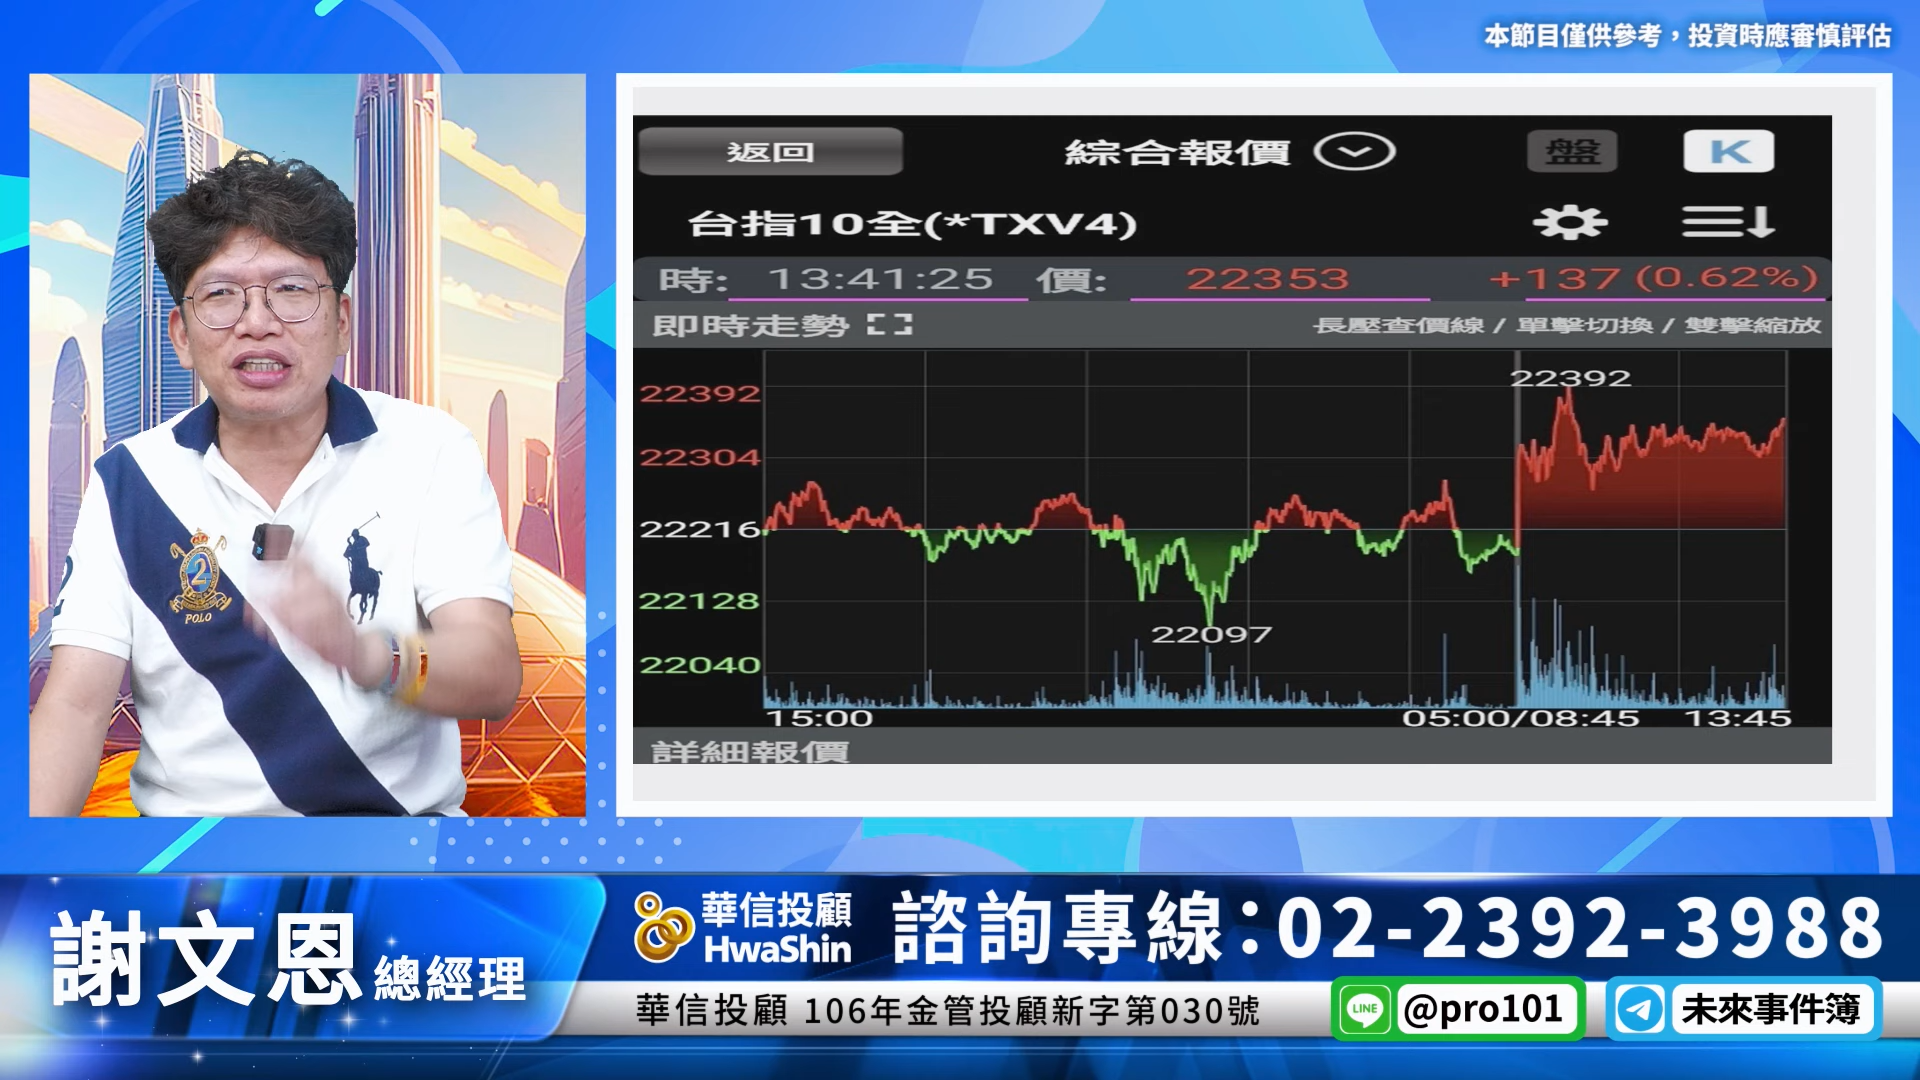 本節目僅供參考，投資時應審慎評估
返回
綜合報價
盤
K
台指10全(*TXV4)
時: 13:41:25 價: 22353 +137 (0.62%)
即時走勢
長壓查價線 / 單擊切換 / 雙擊縮放
22392
22392
22304
22216
22128
22097
22040
15:00
05:00/08:45
13:45
詳細報價
2
2
POLO
謝文恩 總經理
華信投顧
HwaShin
諮詢專線:02-2392-3988
華信投顧 106年金管投顧新字第030號
LINE
@pro101
未來事件簿